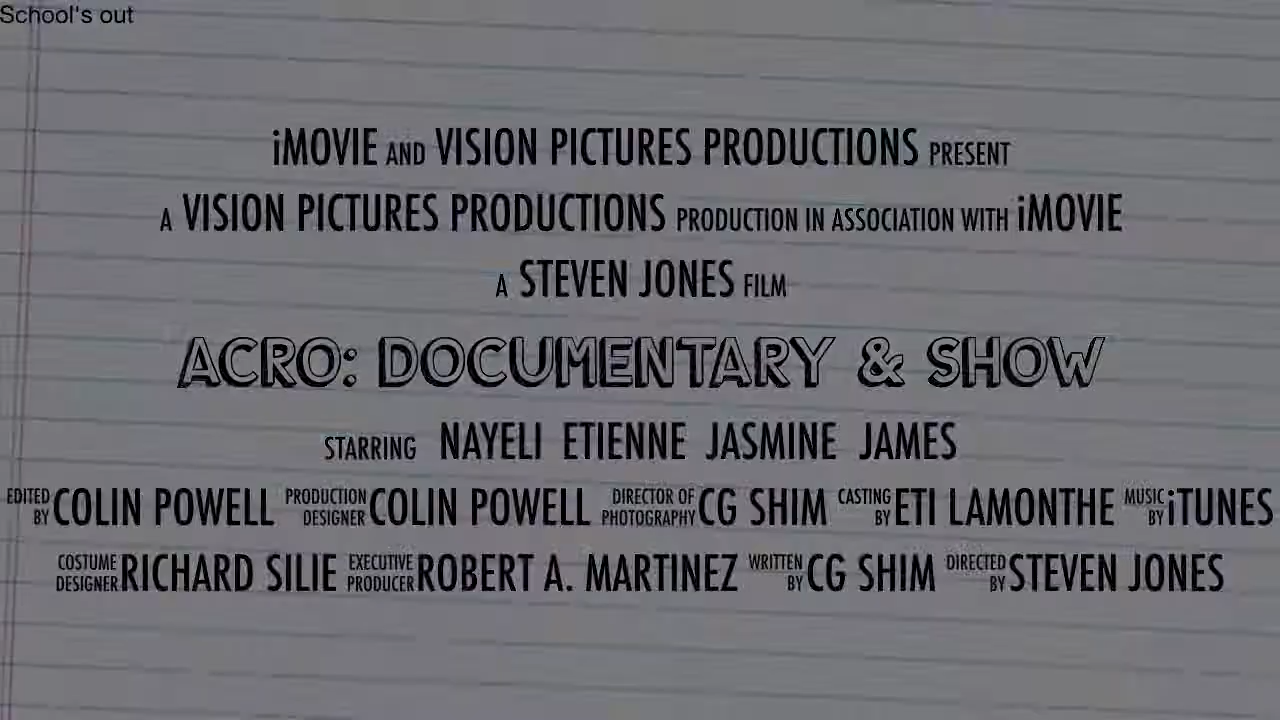 School's out
iMOVIE AND VISION PICTURES PRODUCTIONS PRESENT
A VISION PICTURES PRODUCTIONS PRODUCTION IN ASSOCIATION WITH iMOVIE
A STEVEN JONES FILM
ACRO: DOCUMENTARY & SHOW
STARRING NAYELI ETIENNE JASMINE JAMES
EDITED BY COLIN POWELL PRODUCTION DESIGNER COLIN POWELL DIRECTOR OF PHOTOGRAPHY CG SHIM CASTING BY ETI LAMONTHE MUSIC BY iTUNES
COSTUME DESIGNER RICHARD SILIE EXECUTIVE PRODUCER ROBERT A. MARTINEZ WRITTEN BY CG SHIM DIRECTED BY STEVEN JONES